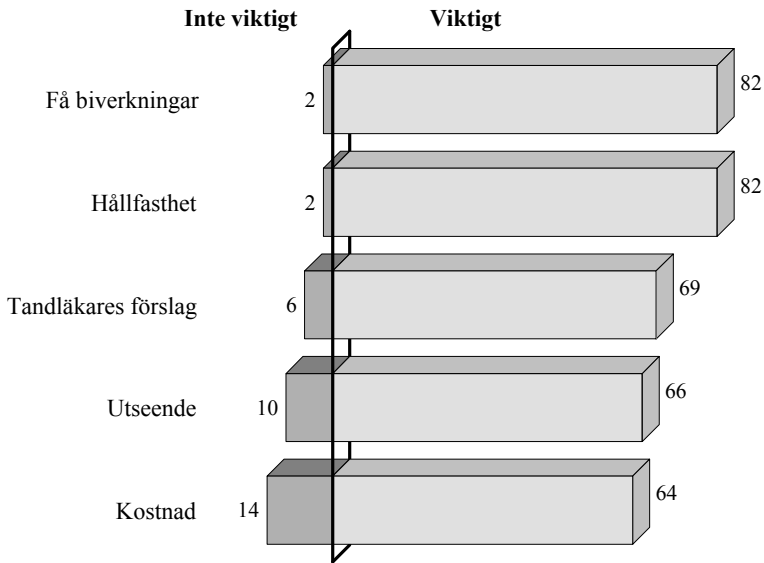 Inte viktigt Viktigt
Få biverkningar 2 82
Hållfasthet 2 82
Tandläkares förslag 6 69
Utseende 10 66
Kostnad 14 64